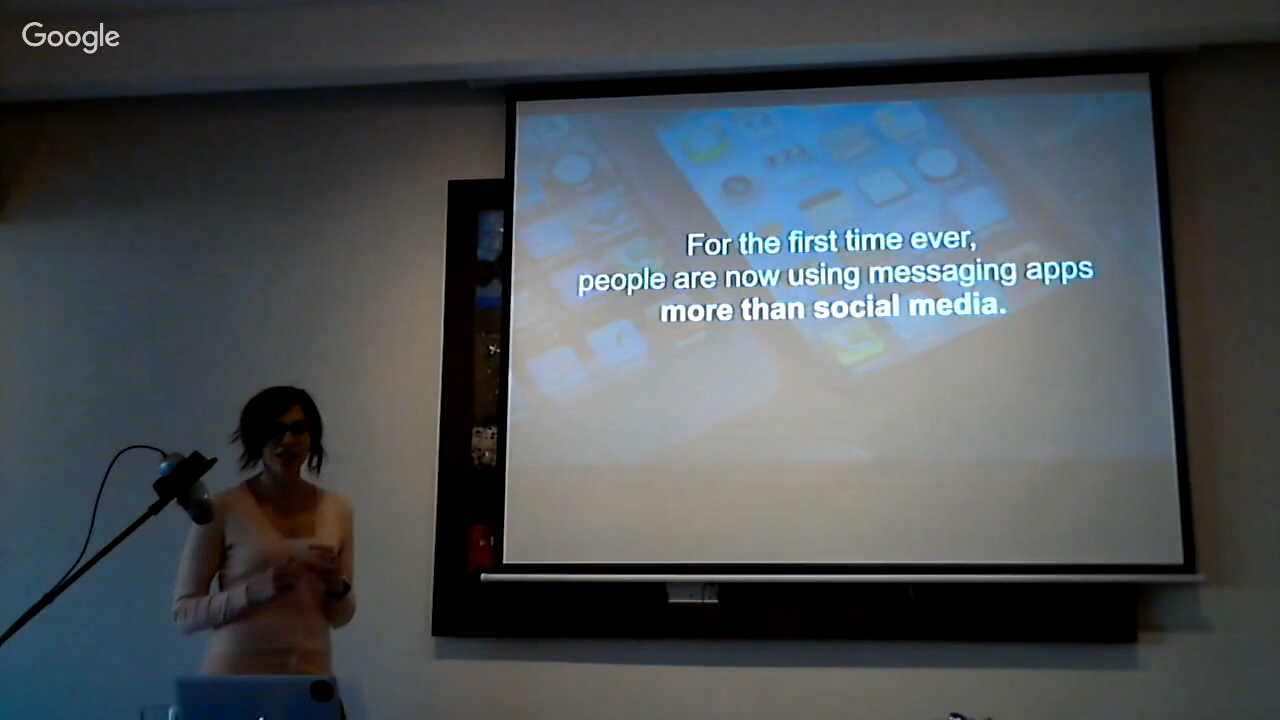 Google
For the first time ever,
people are now using messaging apps
more than social media.